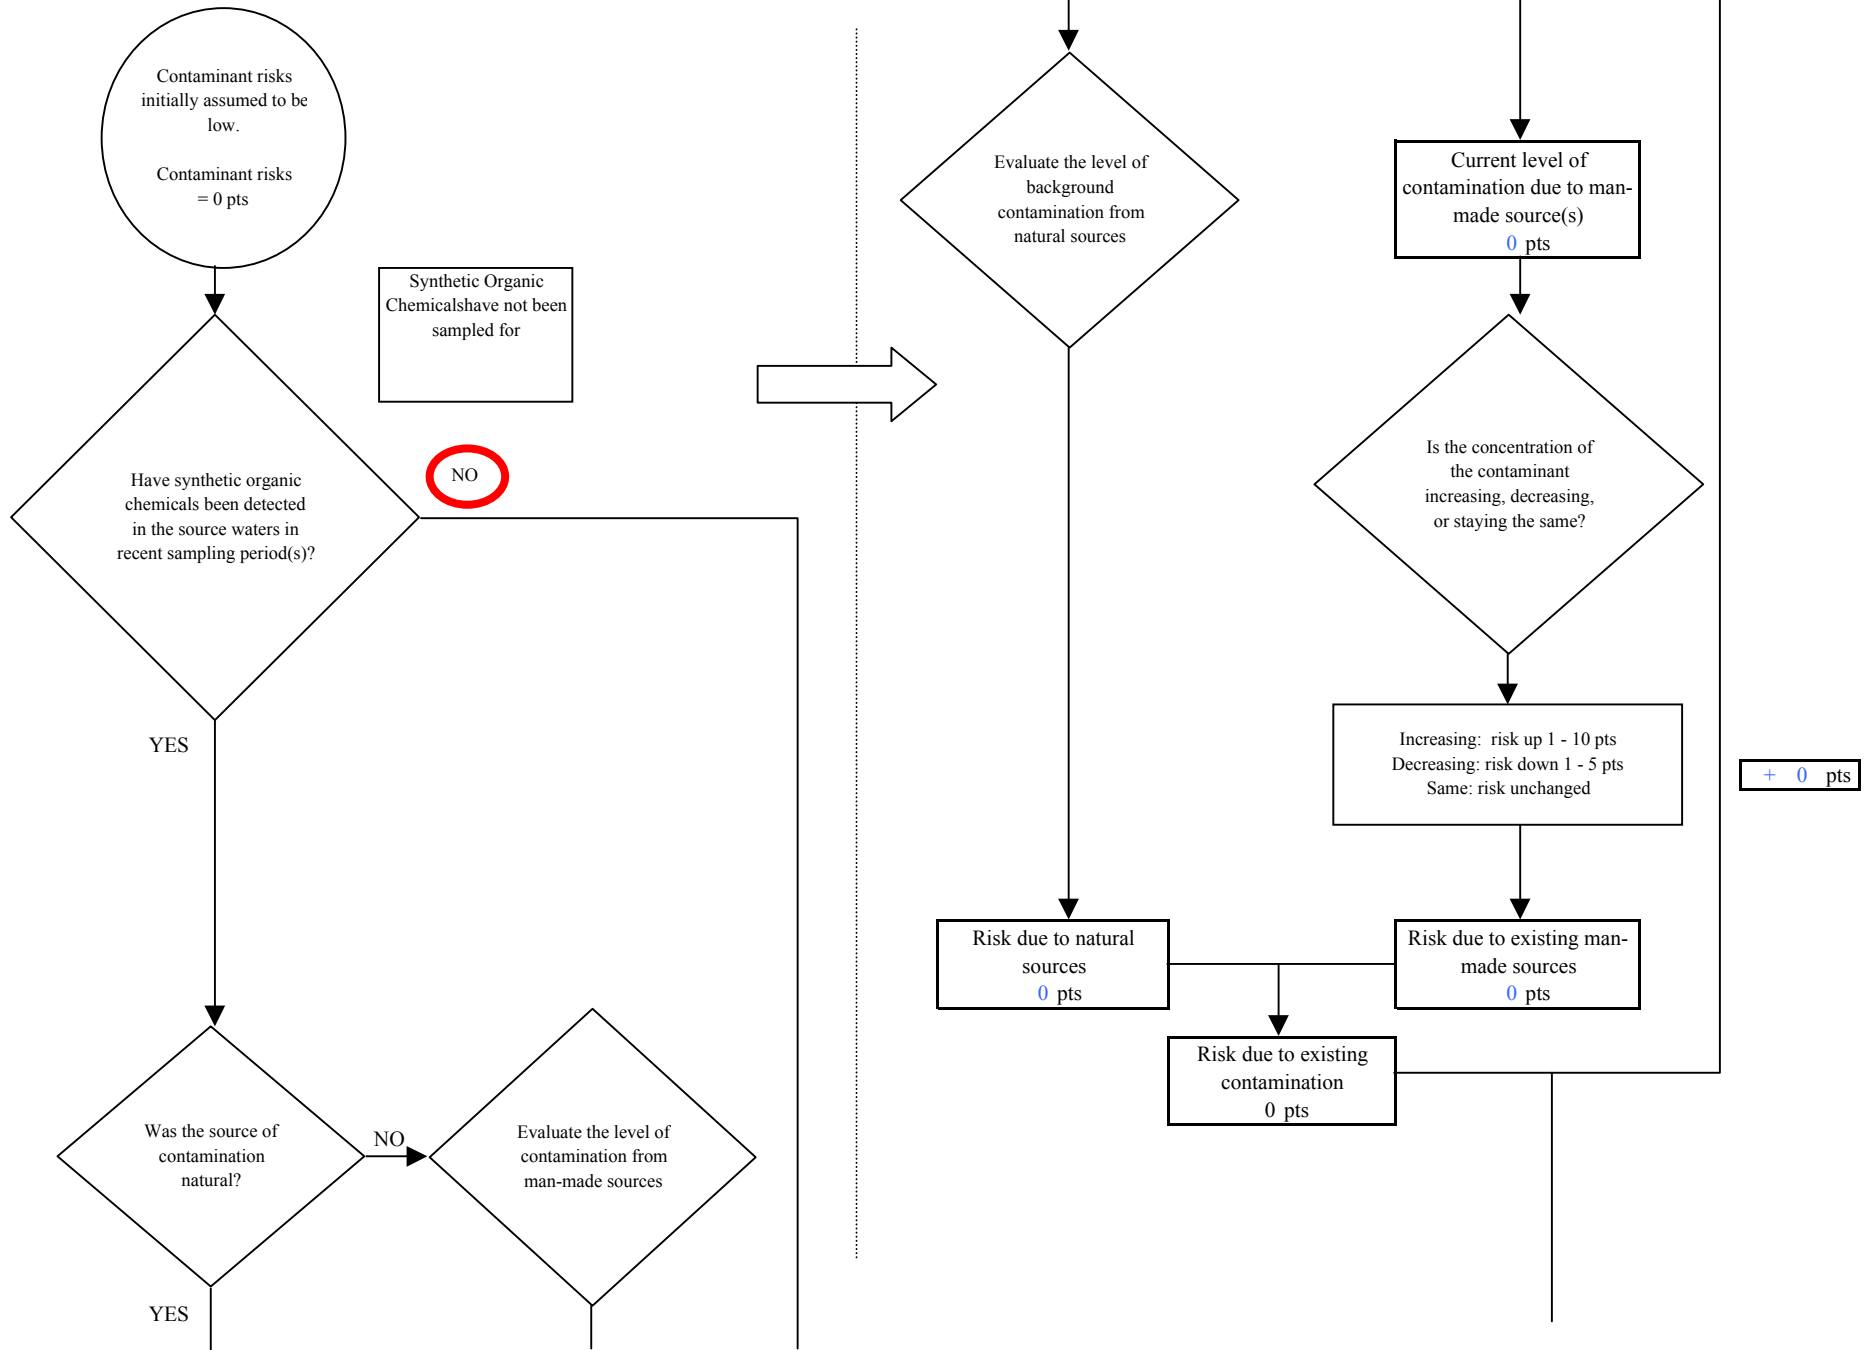 Contaminant risks
initially assumed to be
low.
Contaminant risks
= 0 pts
Synthetic Organic
Chemicalshave not been
sampled for
NO
Have synthetic organic
chemicals been detected
in the source waters in
recent sampling period(s)?
YES
Was the source of
contamination
natural?
NO
Evaluate the level of
contamination from
man-made sources
YES
Evaluate the level of
background
contamination from
natural sources
Current level of
contamination due to man-
made source(s)
0 pts
Is the concentration of
the contaminant
increasing, decreasing,
or staying the same?
Increasing: risk up 1 - 10 pts
Decreasing: risk down 1 - 5 pts
Same: risk unchanged
+ 0 pts
Risk due to natural
sources
0 pts
Risk due to existing man-
made sources
0 pts
Risk due to existing
contamination
0 pts